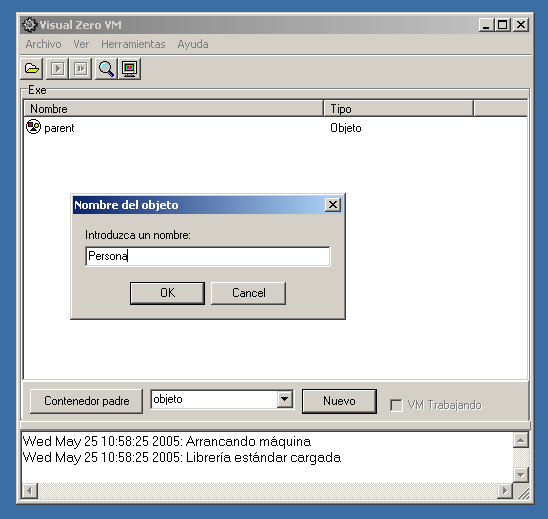 Visual Zero VM
Archivo Ver Herramientas Ayuda
Exe
Nombre Tipo
parent Objeto
Nombre del objeto
Introduzca un nombre:
Persona
OK Cancel
Contenedor padre objeto Nuevo VM Trabajando
Wed May 25 10:58:25 2005: Arrancando máquina
Wed May 25 10:58:25 2005: Librería estándar cargada